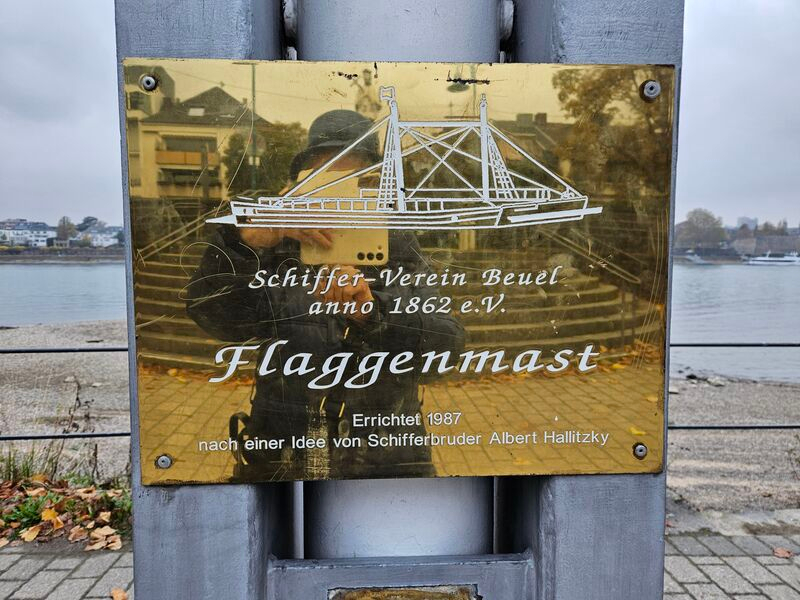 Schiffer-Verein Beuel
anno 1862 e.V.
Flaggenmast
Errichtet 1987
nach einer Idee von Schifferbruder Albert Hallitzky